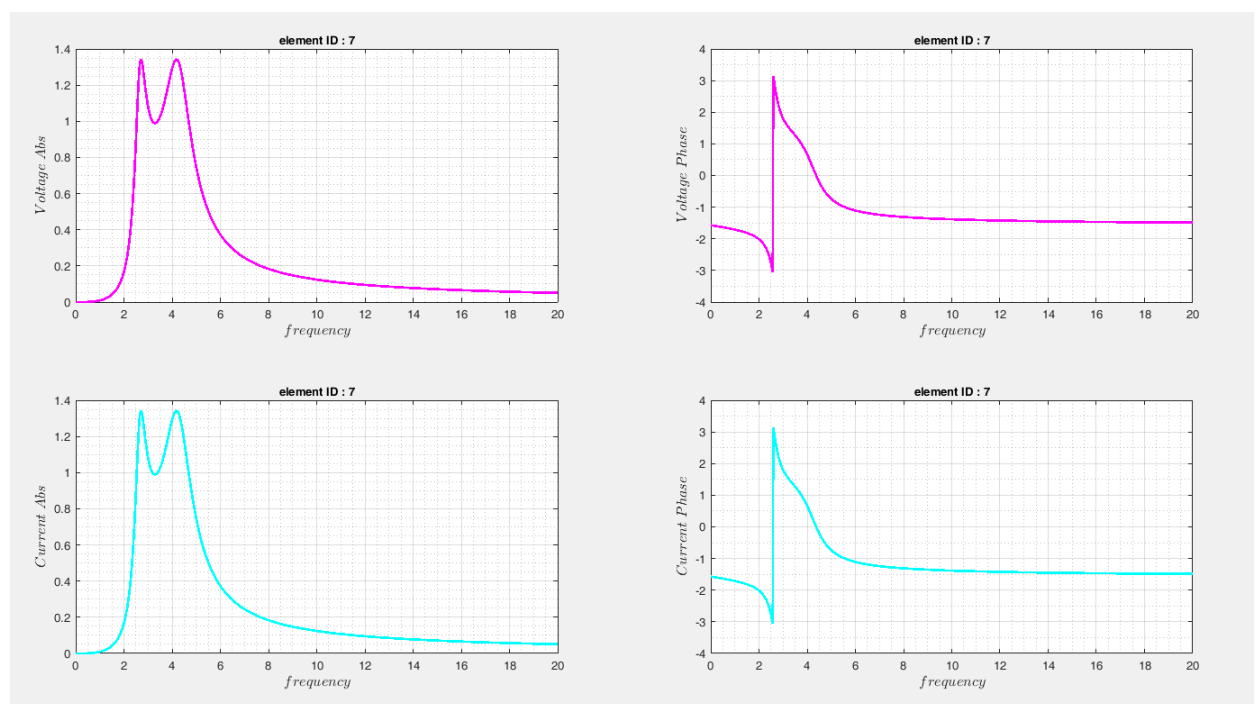 element ID : 7
1.4
1.2
1
0.8
0.6
0.4
0.2
0
Voltage Abs
0 2 4 6 8 10 12 14 16 18 20
frequency
element ID : 7
4
3
2
1
0
-1
-2
-3
-4
Voltage Phase
0 2 4 6 8 10 12 14 16 18 20
frequency
element ID : 7
1.4
1.2
1
0.8
0.6
0.4
0.2
0
Current Abs
0 2 4 6 8 10 12 14 16 18 20
frequency
element ID : 7
4
3
2
1
0
-1
-2
-3
-4
Current Phase
0 2 4 6 8 10 12 14 16 18 20
frequency